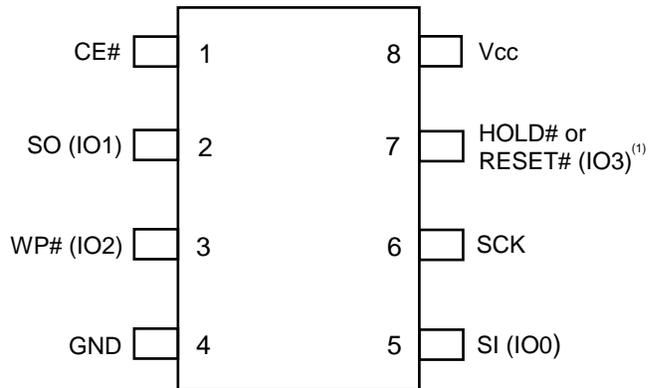 CE# 1 8 Vcc
SO (IO1) 2 7 HOLD# or
RESET# (IO3)(1)
WP# (IO2) 3 6 SCK
GND 4 5 SI (IO0)